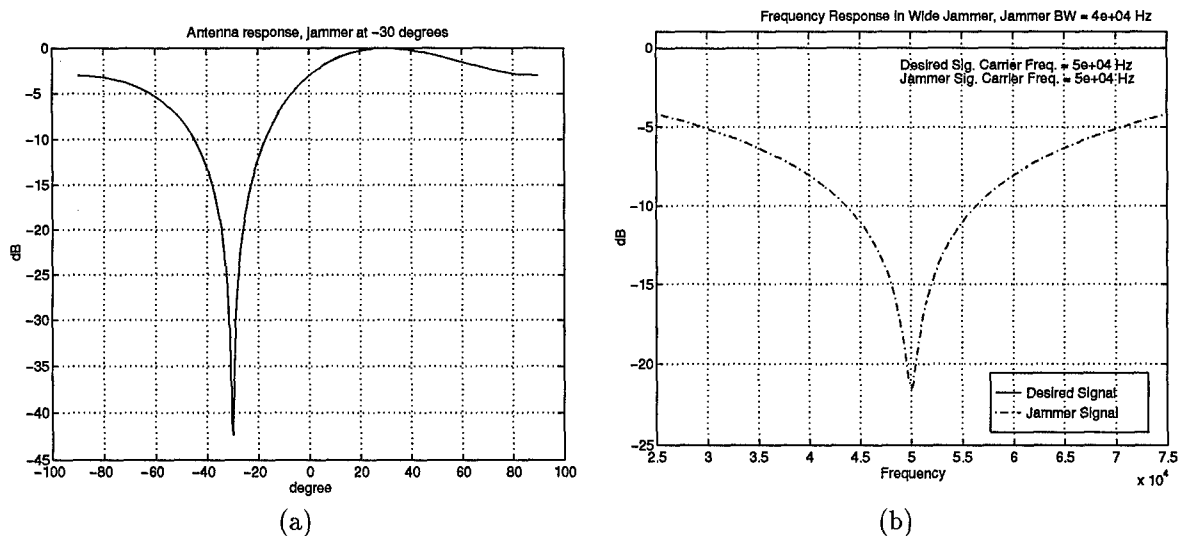 Antenna response, jammer at −30 degrees
0
−5
−10
−15
−20
−25
−30
−35
−40
−45
dB
−100
−80
−60
−40
−20
0
20
40
60
80
100
degree
(a)
Frequency Response in Wide Jammer, Jammer BW = 4e+04 Hz
Desired Sig. Carrier Freq. = 5e+04 Hz
Jammer Sig. Carrier Freq. = 5e+04 Hz
0
−5
−10
−15
−20
−25
dB
Desired Signal
Jammer Signal
2.5
3
3.5
4
4.5
5
5.5
6
6.5
7
7.5
Frequency
x 10^4
(b)